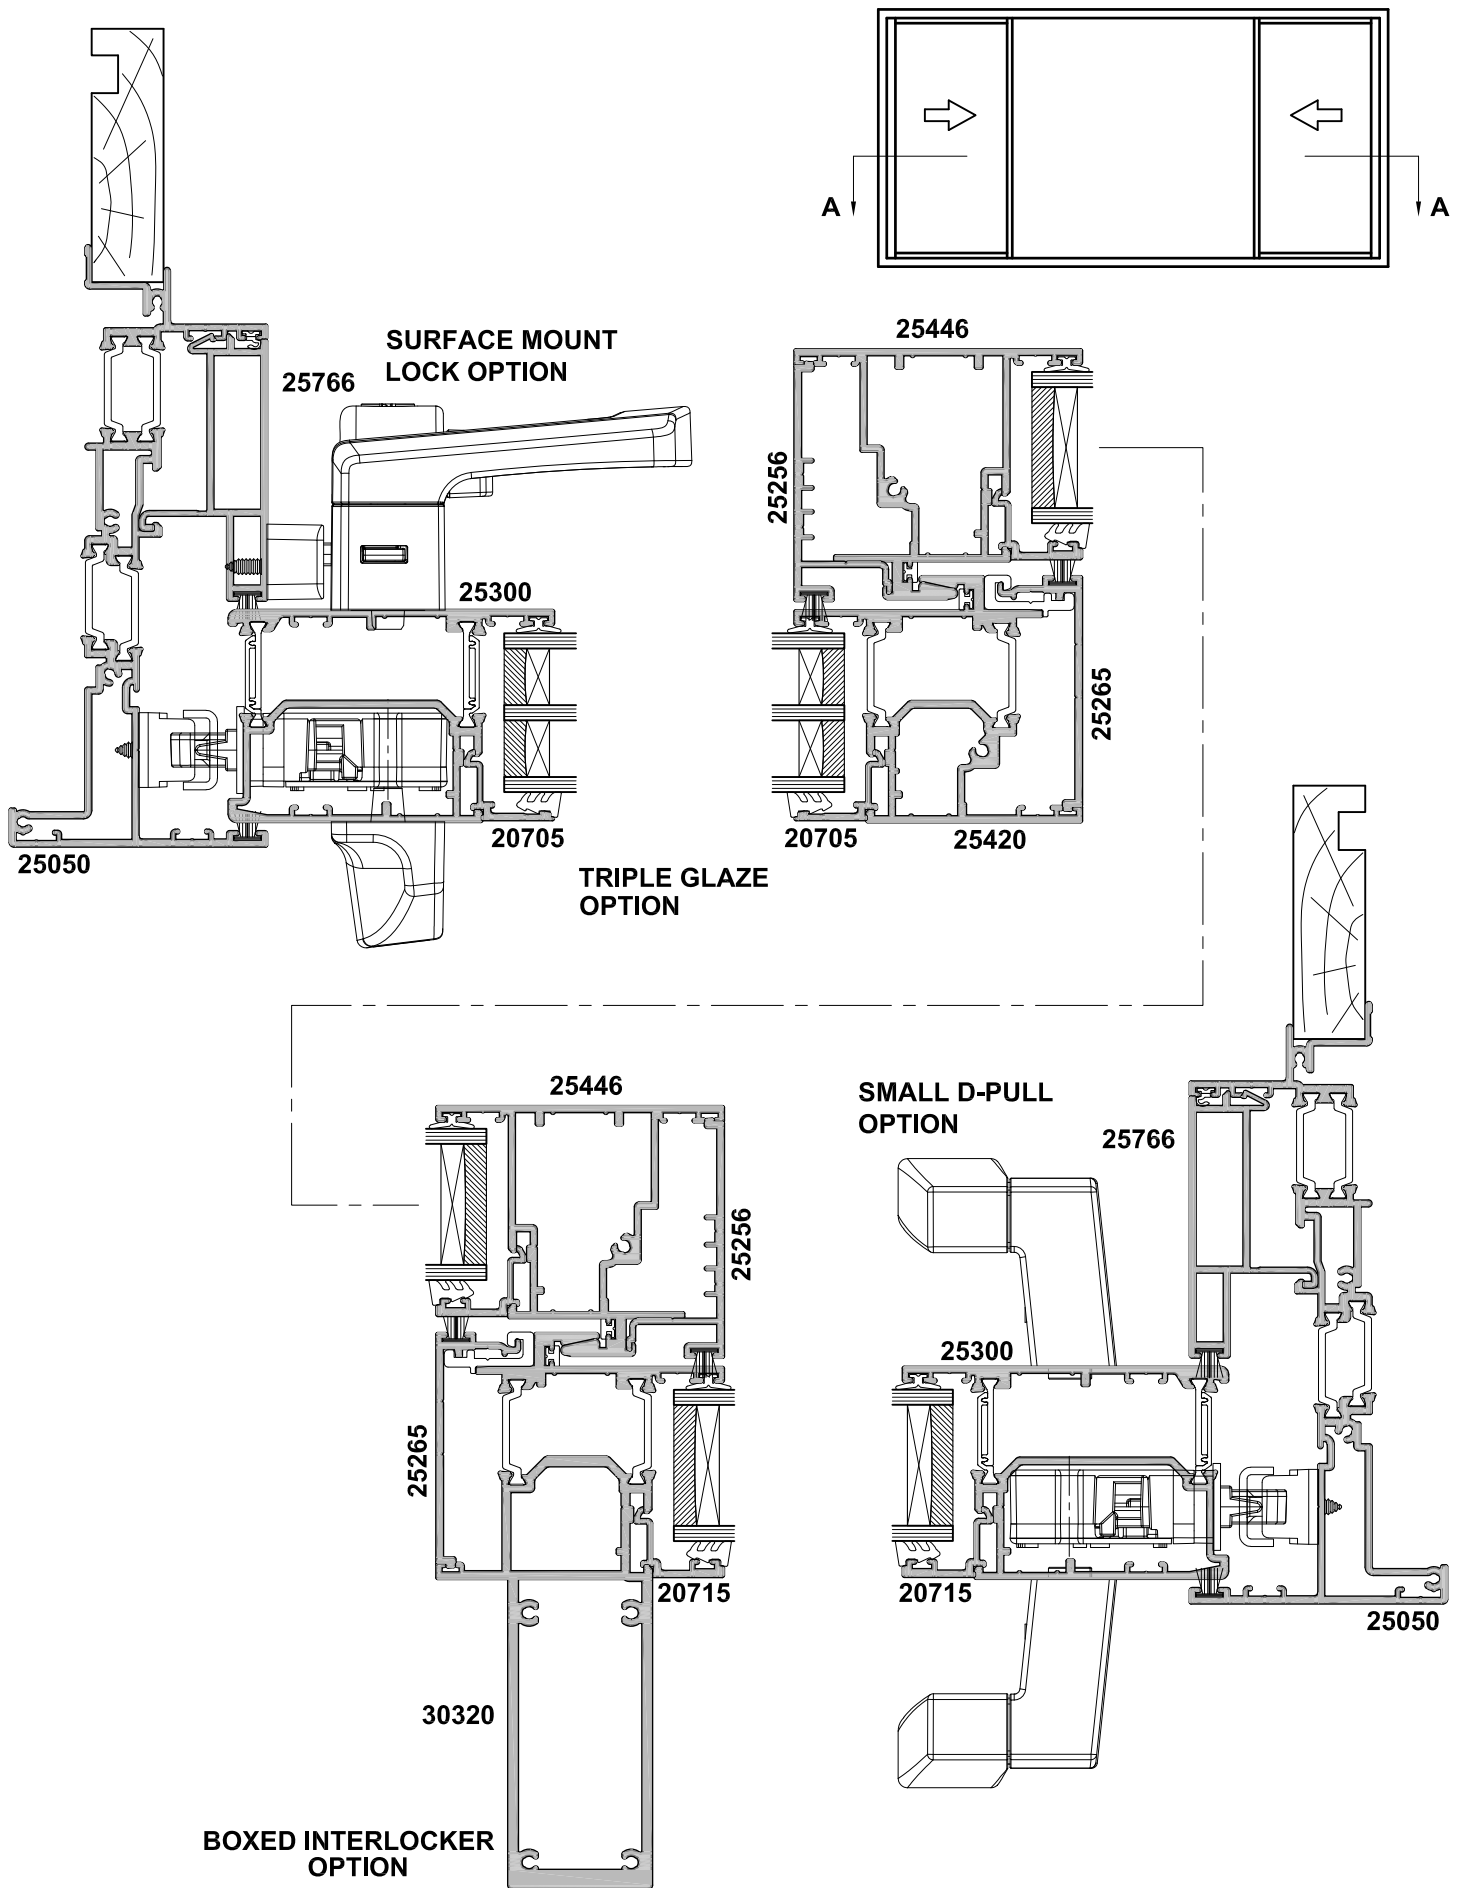 A
A
SURFACE MOUNT
LOCK OPTION
25766
25446
25256
25300
25265
20705
20705
25420
25050
TRIPLE GLAZE
OPTION
25446
SMALL D-PULL
OPTION
25766
25256
25300
25265
20715
20715
25050
30320
BOXED INTERLOCKER
OPTION